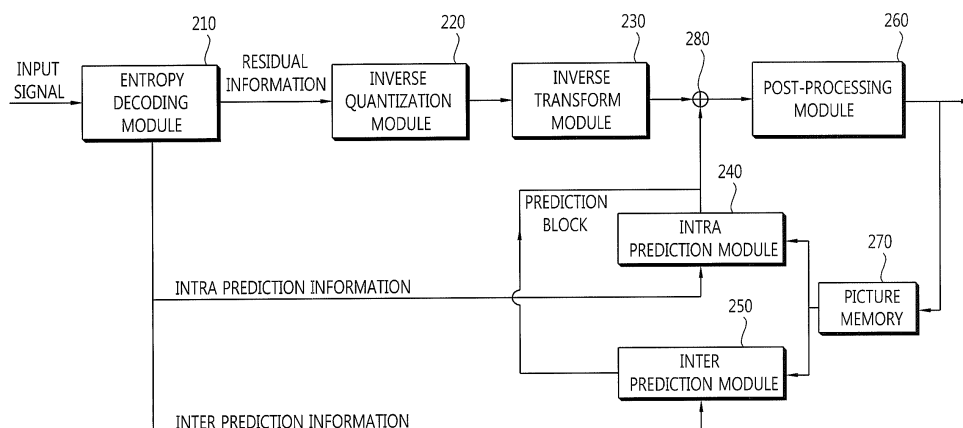 210
220
230
280
260
INPUT
SIGNAL
ENTROPY
DECODING
MODULE
RESIDUAL
INFORMATION
INVERSE
QUANTIZATION
MODULE
INVERSE
TRANSFORM
MODULE
POST-PROCESSING
MODULE
240
PREDICTION
BLOCK
INTRA
PREDICTION MODULE
270
INTRA PREDICTION INFORMATION
PICTURE
MEMORY
250
INTER
PREDICTION MODULE
INTER PREDICTION INFORMATION